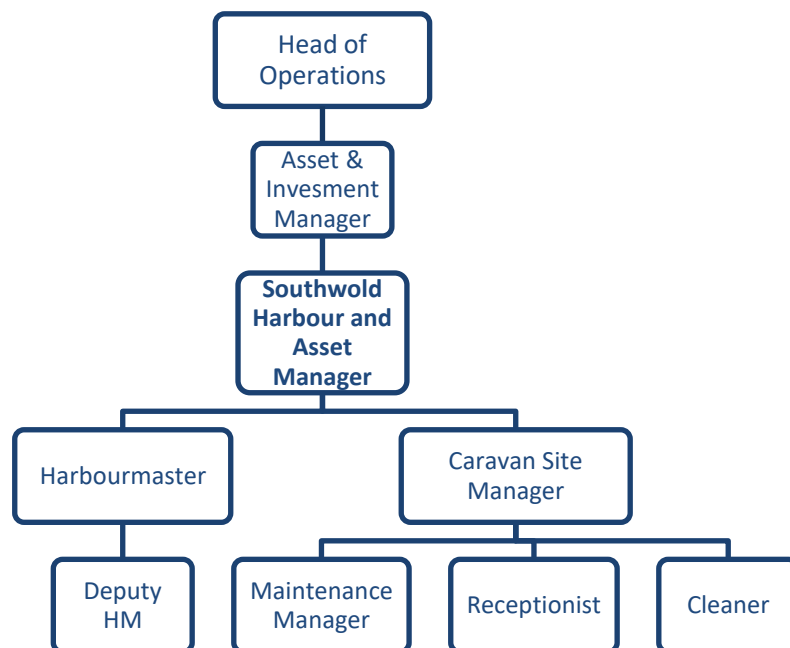 Head of
Operations
Asset &
Invesment
Manager
Southwold
Harbour and
Asset
Manager
Harbourmaster
Caravan Site
Manager
Deputy
HM
Maintenance
Manager
Receptionist
Cleaner